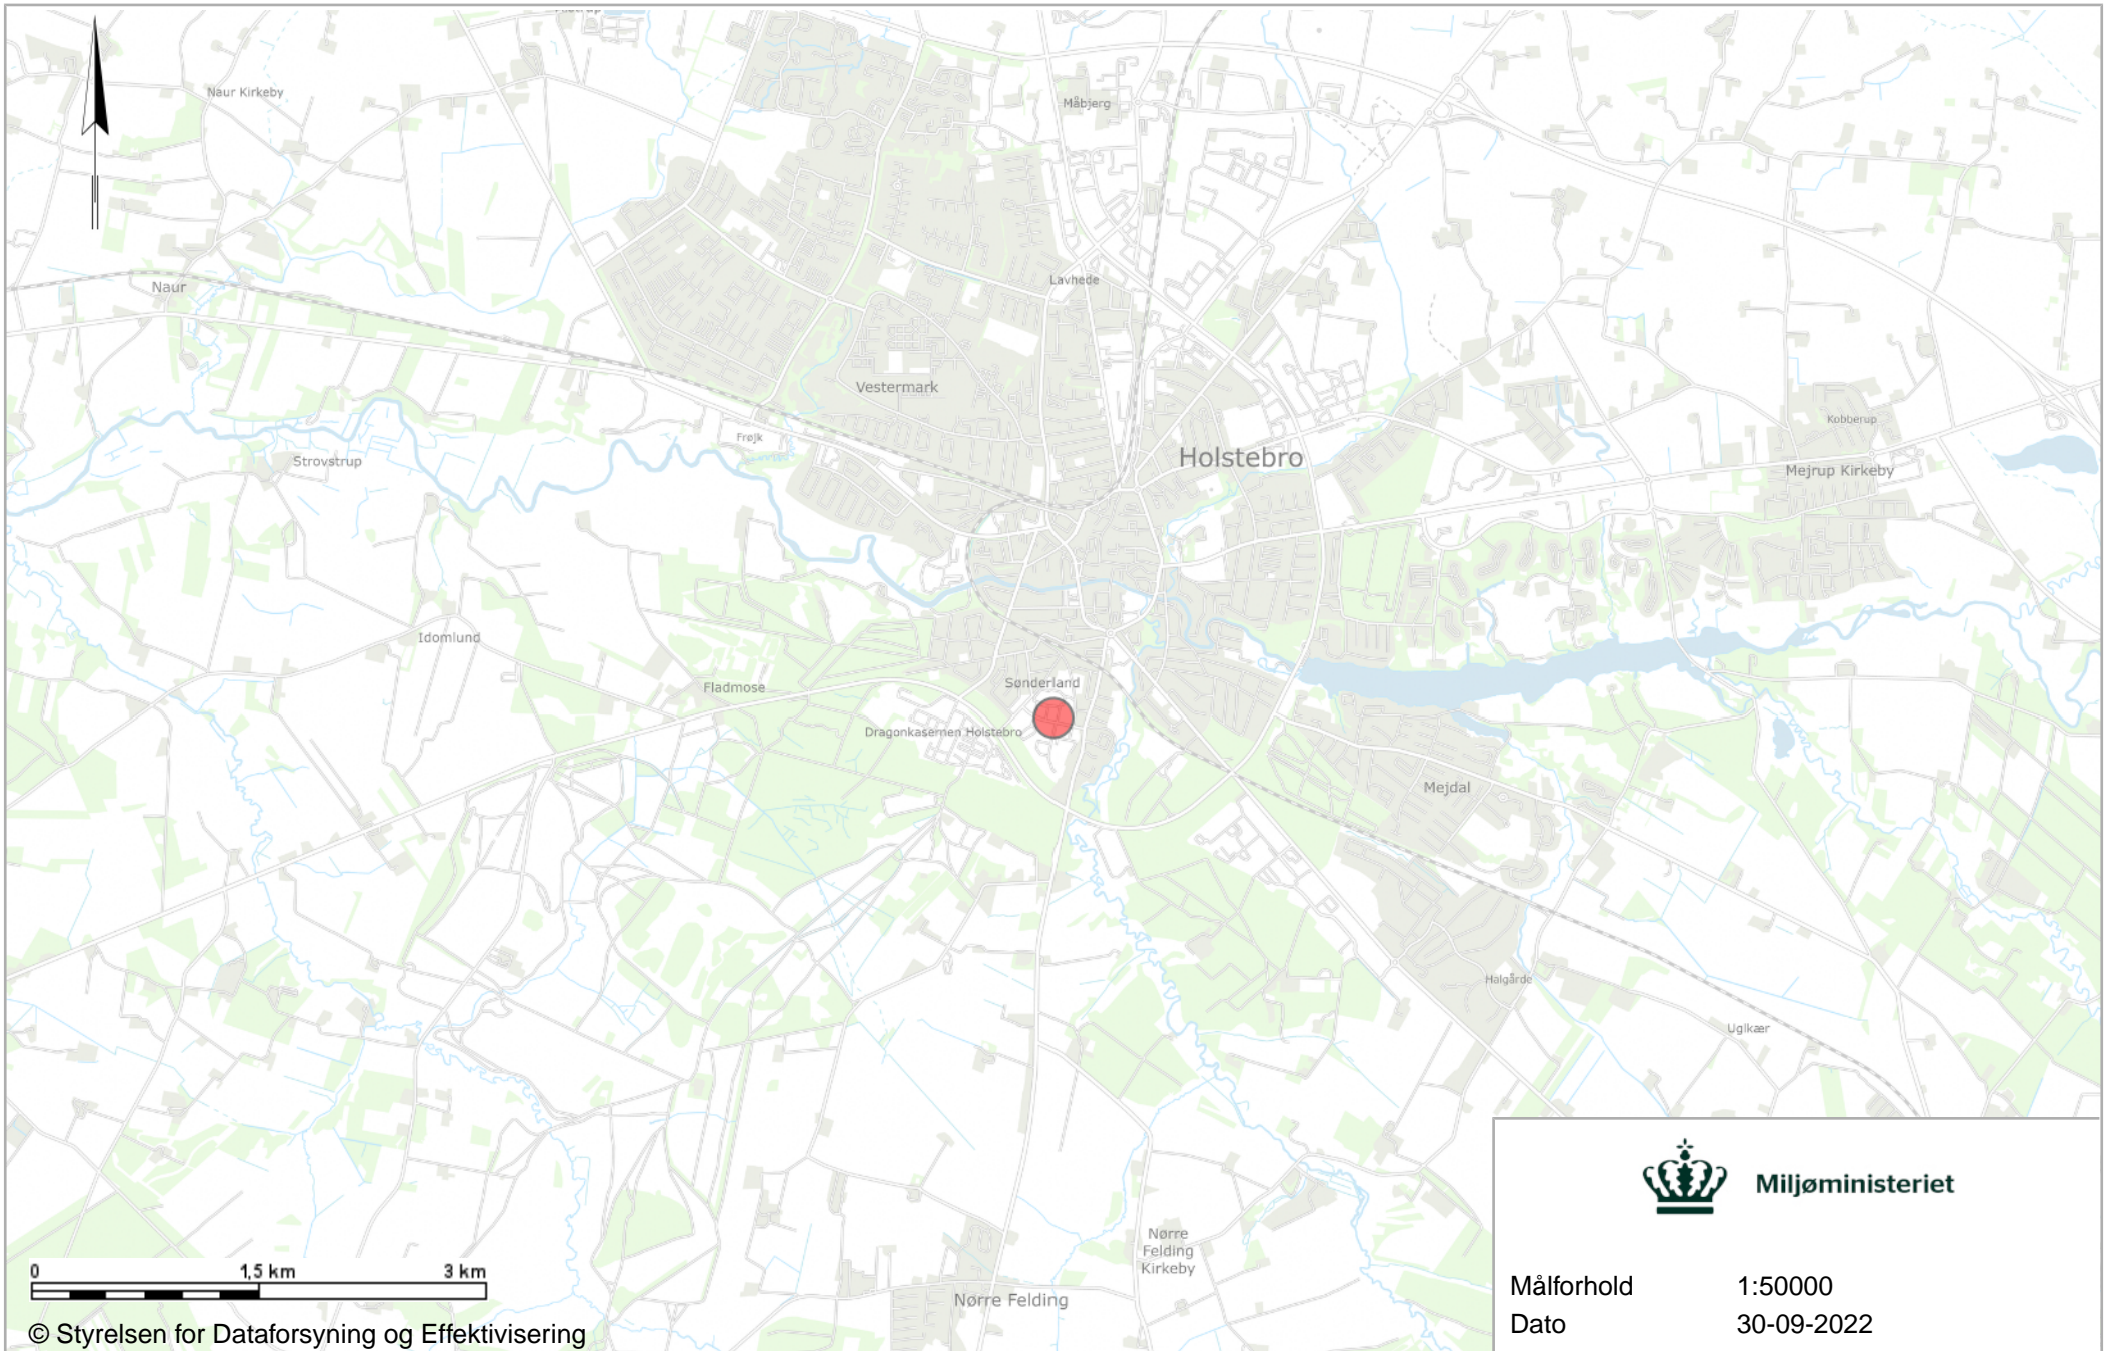 Naur Kirkeby
Måbjerg
Lavhede
Naur
Vestermark
Kobberup
Frøjk
Holstebro
Strovstrup
Mejrup Kirkeby
Idomlund
Sønderland
Fladmose
Dragonkasernen Holstebro
Mejdal
Halgårde
Uglkær
Nørre
Felding
Kirkeby
Nørre Felding
0 1,5 km 3 km
© Styrelsen for Dataforsyning og Effektivisering
Miljøministeriet
Målforhold 1:50000
Dato 30-09-2022